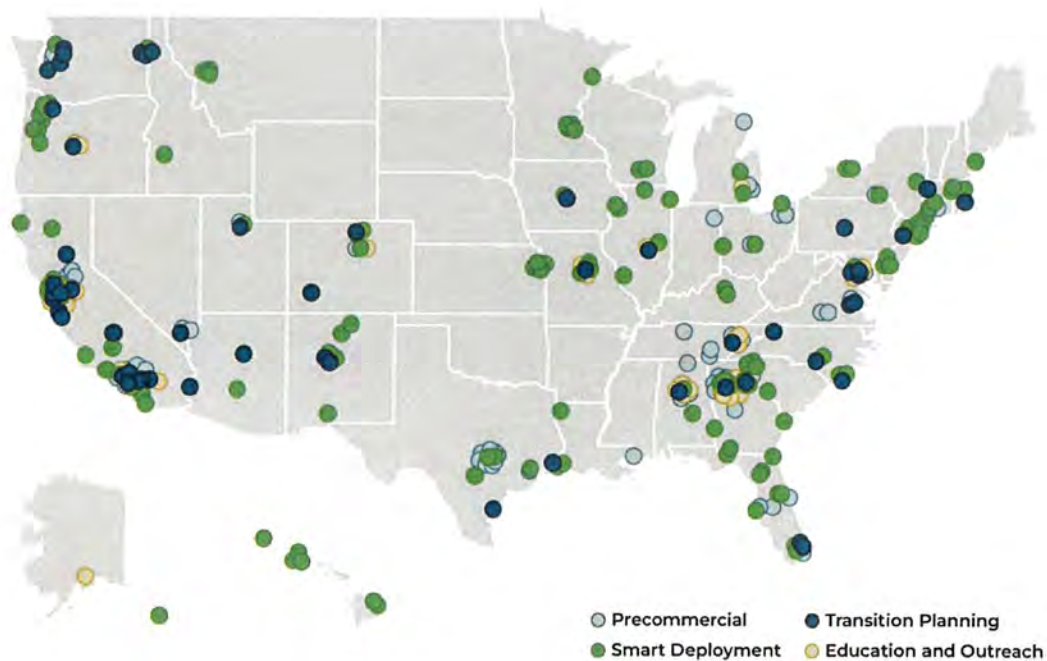 Precommercial
Transition Planning
Smart Deployment
Education and Outreach